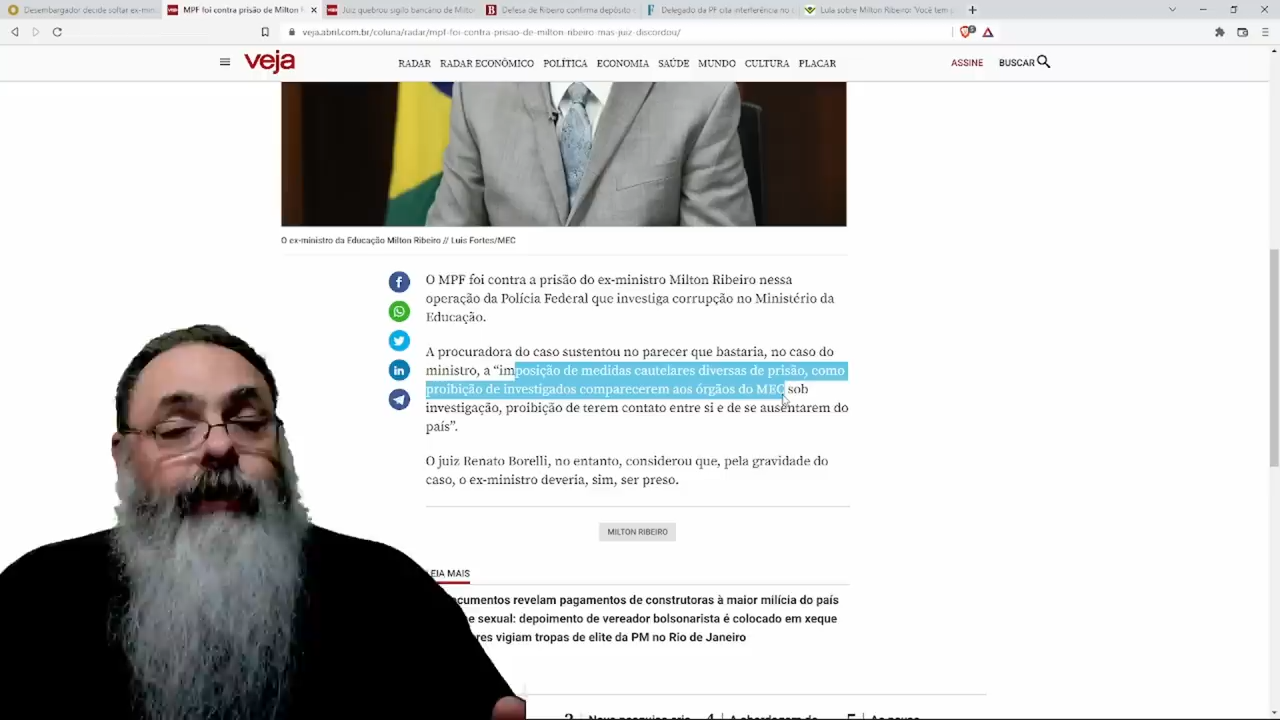 Desembargador decide soltar ex-mini
MPF foi contra prisão de Milton R
Juiz quebrou sigilo bancário de Milton
Defesa de Ribeiro confirma depósito
Delegado da PF cita interferência no
Lula sobre Milton Ribeiro: 'Você tem
veja.abril.com.br/coluna/radar/mpf-foi-contra-prisao-de-milton-ribeiro-mas-juiz-discordou/
veja
RADAR RADAR ECONÔMICO POLÍTICA ECONOMIA SAÚDE MUNDO CULTURA PLACAR
ASSINE BUSCAR
O ex-ministro da Educação Milton Ribeiro // Luis Fortes/MEC
O MPF foi contra a prisão do ex-ministro Milton Ribeiro nessa
operação da Polícia Federal que investiga corrupção no Ministério da
Educação.
A procuradora do caso sustentou no parecer que bastaria, no caso do
ministro, a “imposição de medidas cautelares diversas de prisão, como
proibição de investigados comparecerem aos órgãos do MEC sob
investigação, proibição de terem contato entre si e de se ausentarem do
país”.
O juiz Renato Borelli, no entanto, considerou que, pela gravidade do
caso, o ex-ministro deveria, sim, ser preso.
MILTON RIBEIRO
LEIA MAIS
ocumentos revelam pagamentos de construtoras à maior milícia do país
e sexual: depoimento de vereador bolsonarista é colocado em xeque
res vigiam tropas de elite da PM no Rio de Janeiro